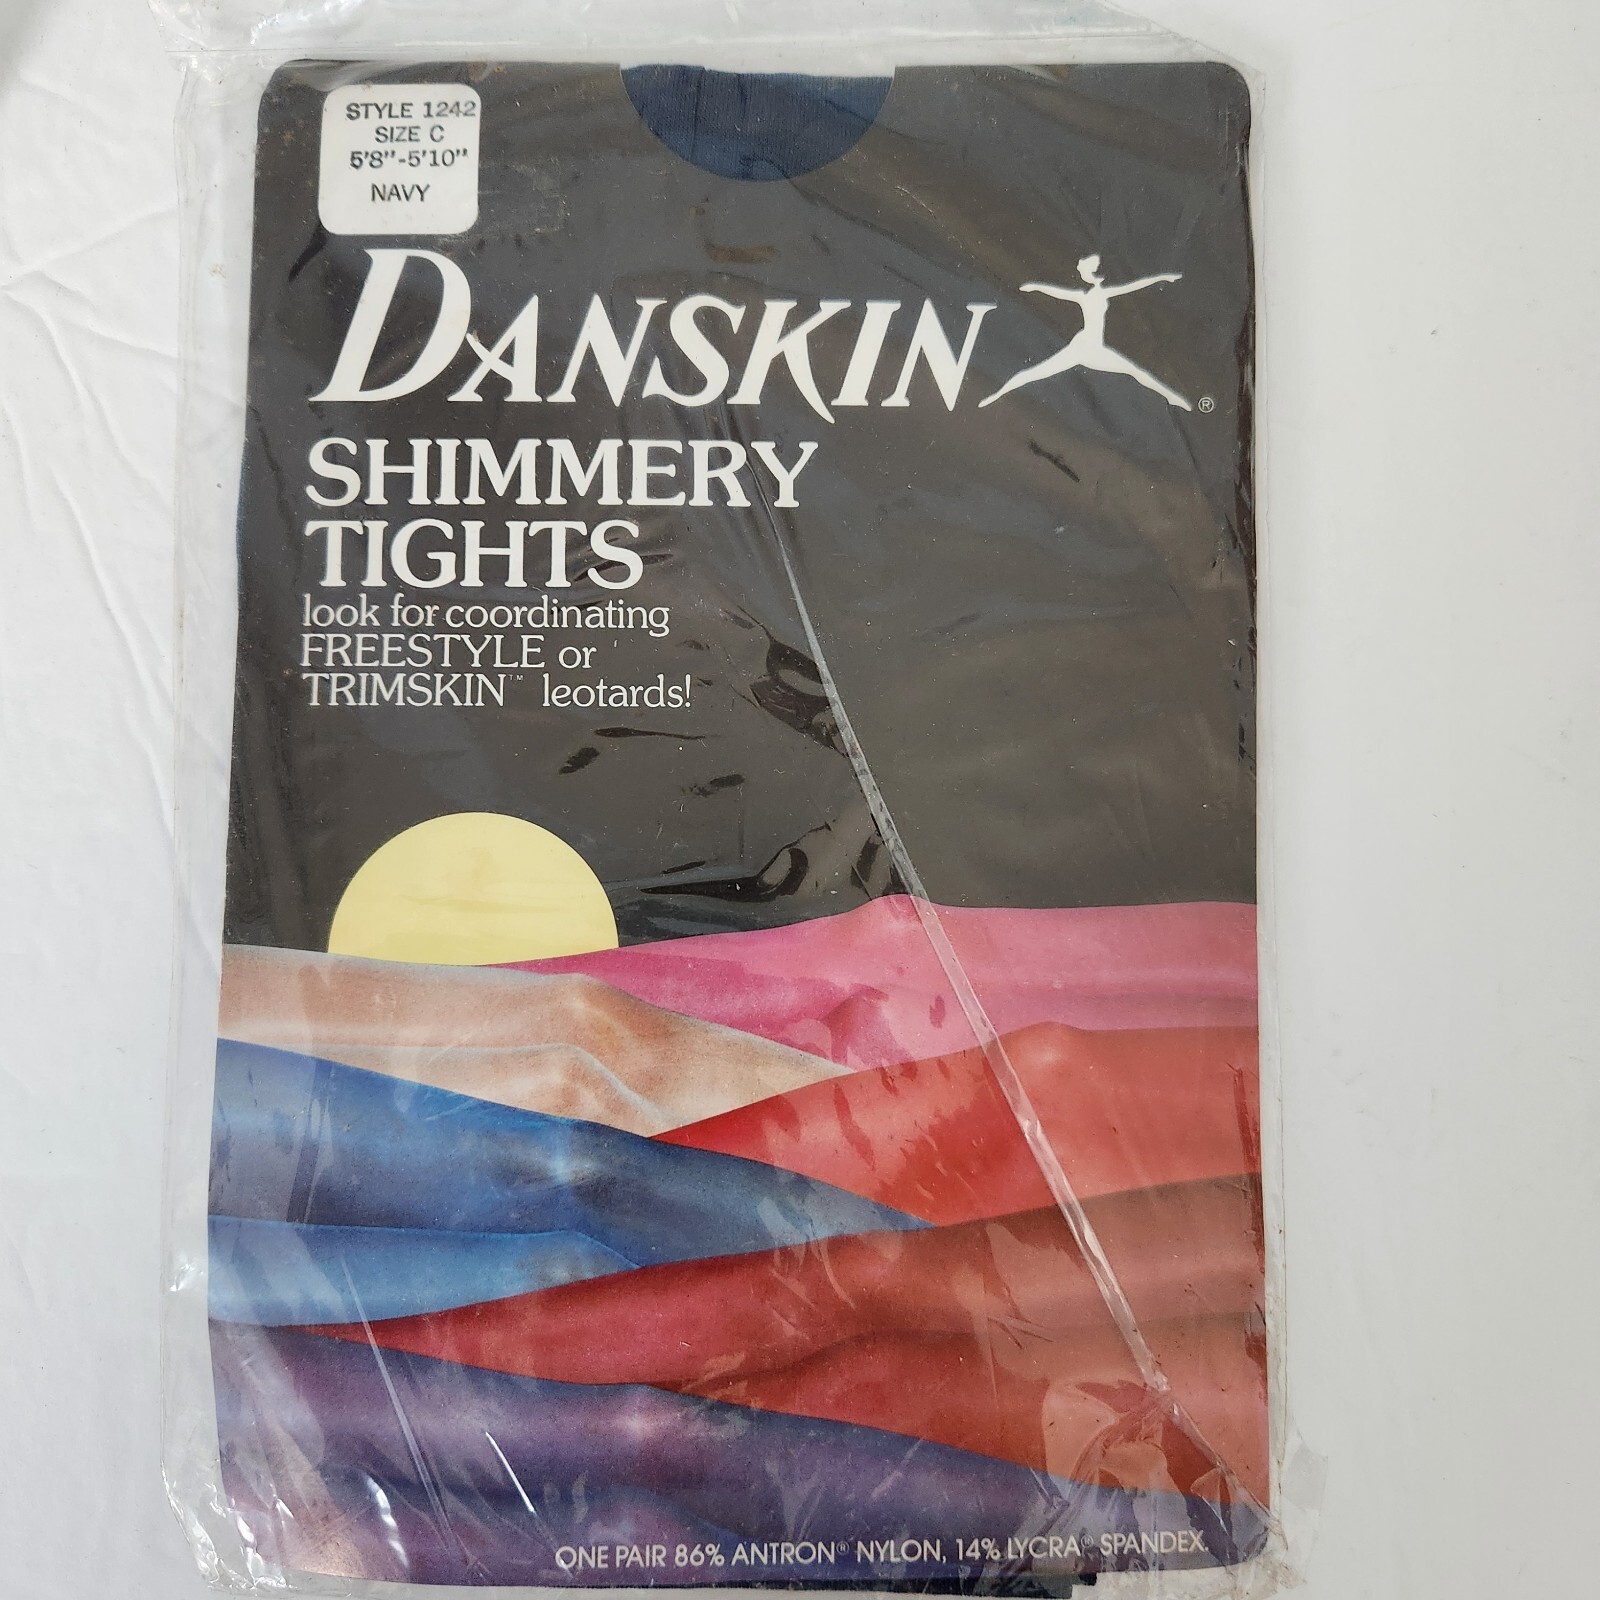 STYLE 1242
SIZE C
5'8"-5'10"
NAVY
DANSKIN®
SHIMMERY
TIGHTS
look for coordinating
FREESTYLE or
TRIMSKIN™ leotards!
ONE PAIR 86% ANTRON® NYLON, 14% LYCRA® SPANDEX.